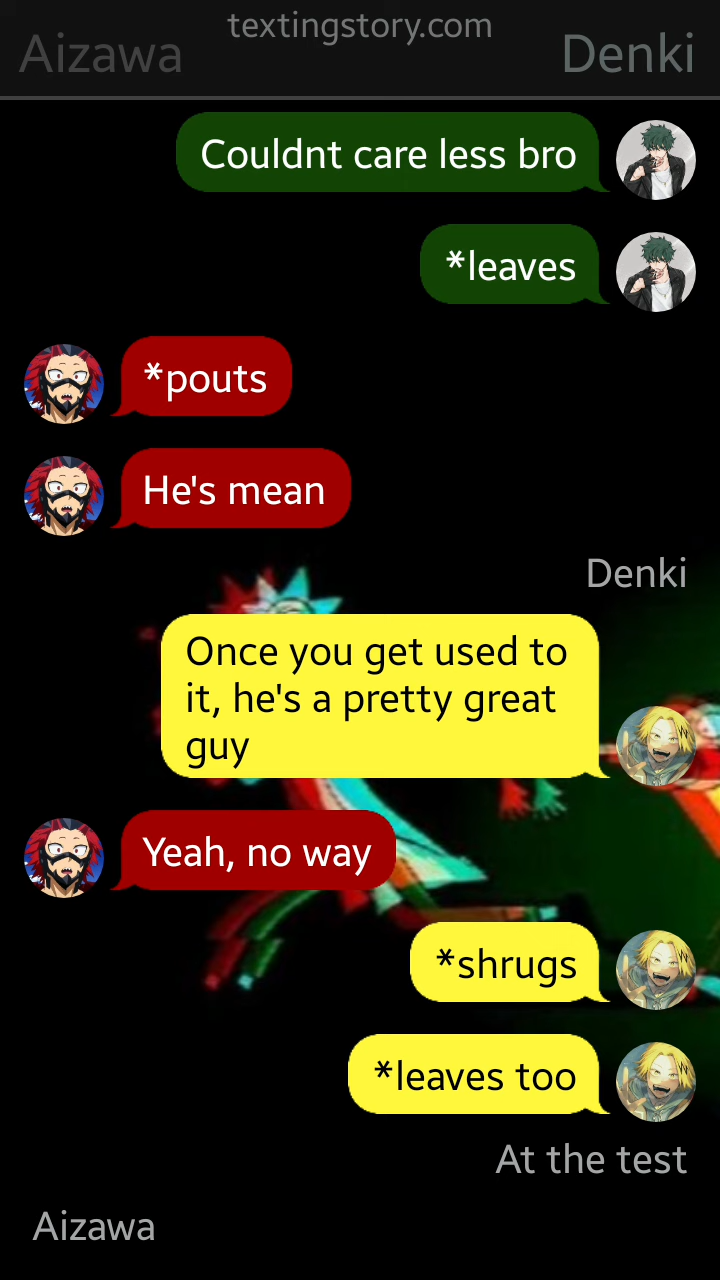 textingstory.com
Aizawa
Denki
Couldnt care less bro
*leaves
*pouts
He's mean
Denki
Once you get used to
it, he's a pretty great
guy
Yeah, no way
*shrugs
*leaves too
At the test
Aizawa